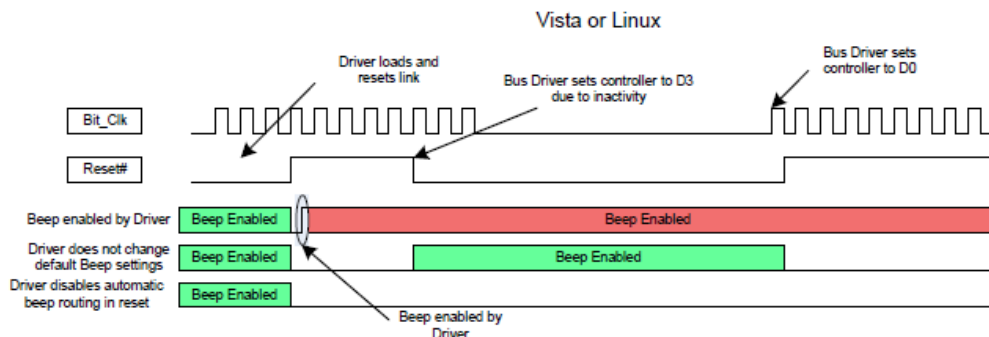 Vista or Linux
Driver loads and
resets link
Bus Driver sets controller to D3
due to inactivity
Bus Driver sets
controller to D0
Bit_Clk
Reset#
Beep enabled by Driver
Beep Enabled
Beep Enabled
Driver does not change
default Beep settings
Beep Enabled
Beep Enabled
Driver disables automatic
beep routing in reset
Beep Enabled
Beep enabled by
Driver